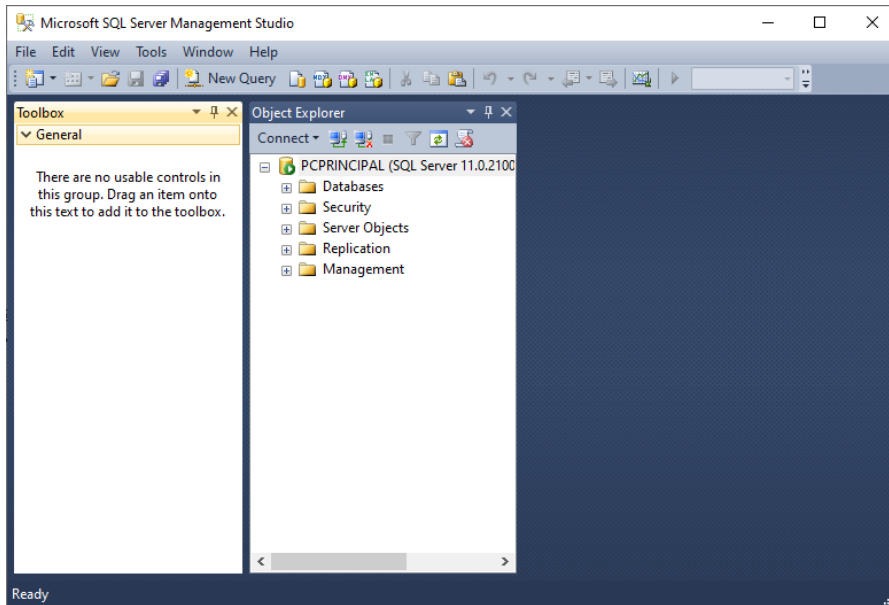 Microsoft SQL Server Management Studio
File Edit View Tools Window Help
New Query
Toolbox
General
There are no usable controls in
this group. Drag an item onto
this text to add it to the toolbox.
Object Explorer
Connect
PCPRINCIPAL (SQL Server 11.0.2100
Databases
Security
Server Objects
Replication
Management
Ready